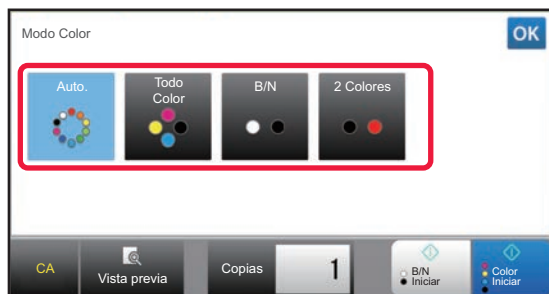 Modo Color
OK
Auto.
Todo
Color
B/N
2 Colores
CA
Vista previa
Copias
1
B/N
Iniciar
Color
Iniciar